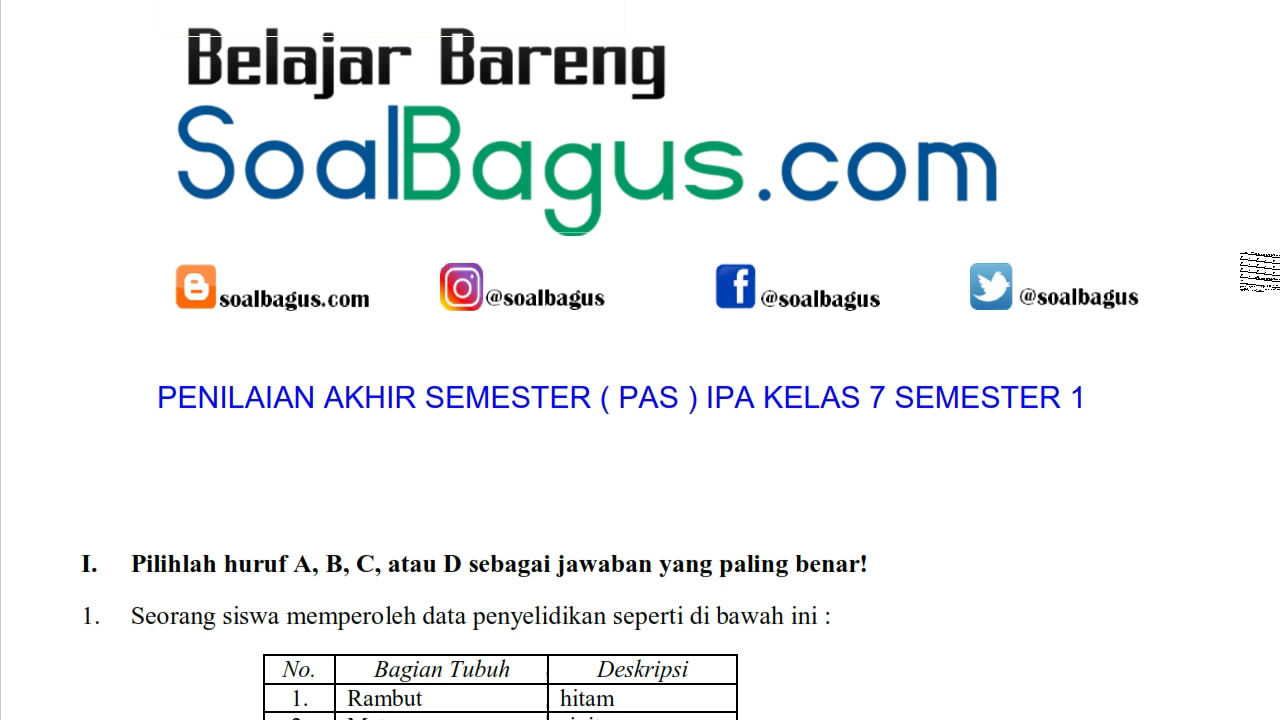 Belajar Bareng
SoalBagus.com
soalbagus.com @soalbagus @soalbagus @soalbagus
PENILAIAN AKHIR SEMESTER ( PAS ) IPA KELAS 7 SEMESTER 1
I. Pilihlah huruf A, B, C, atau D sebagai jawaban yang paling benar!
1. Seorang siswa memperoleh data penyelidikan seperti di bawah ini :
No. Bagian Tubuh Deskripsi
1. Rambut hitam